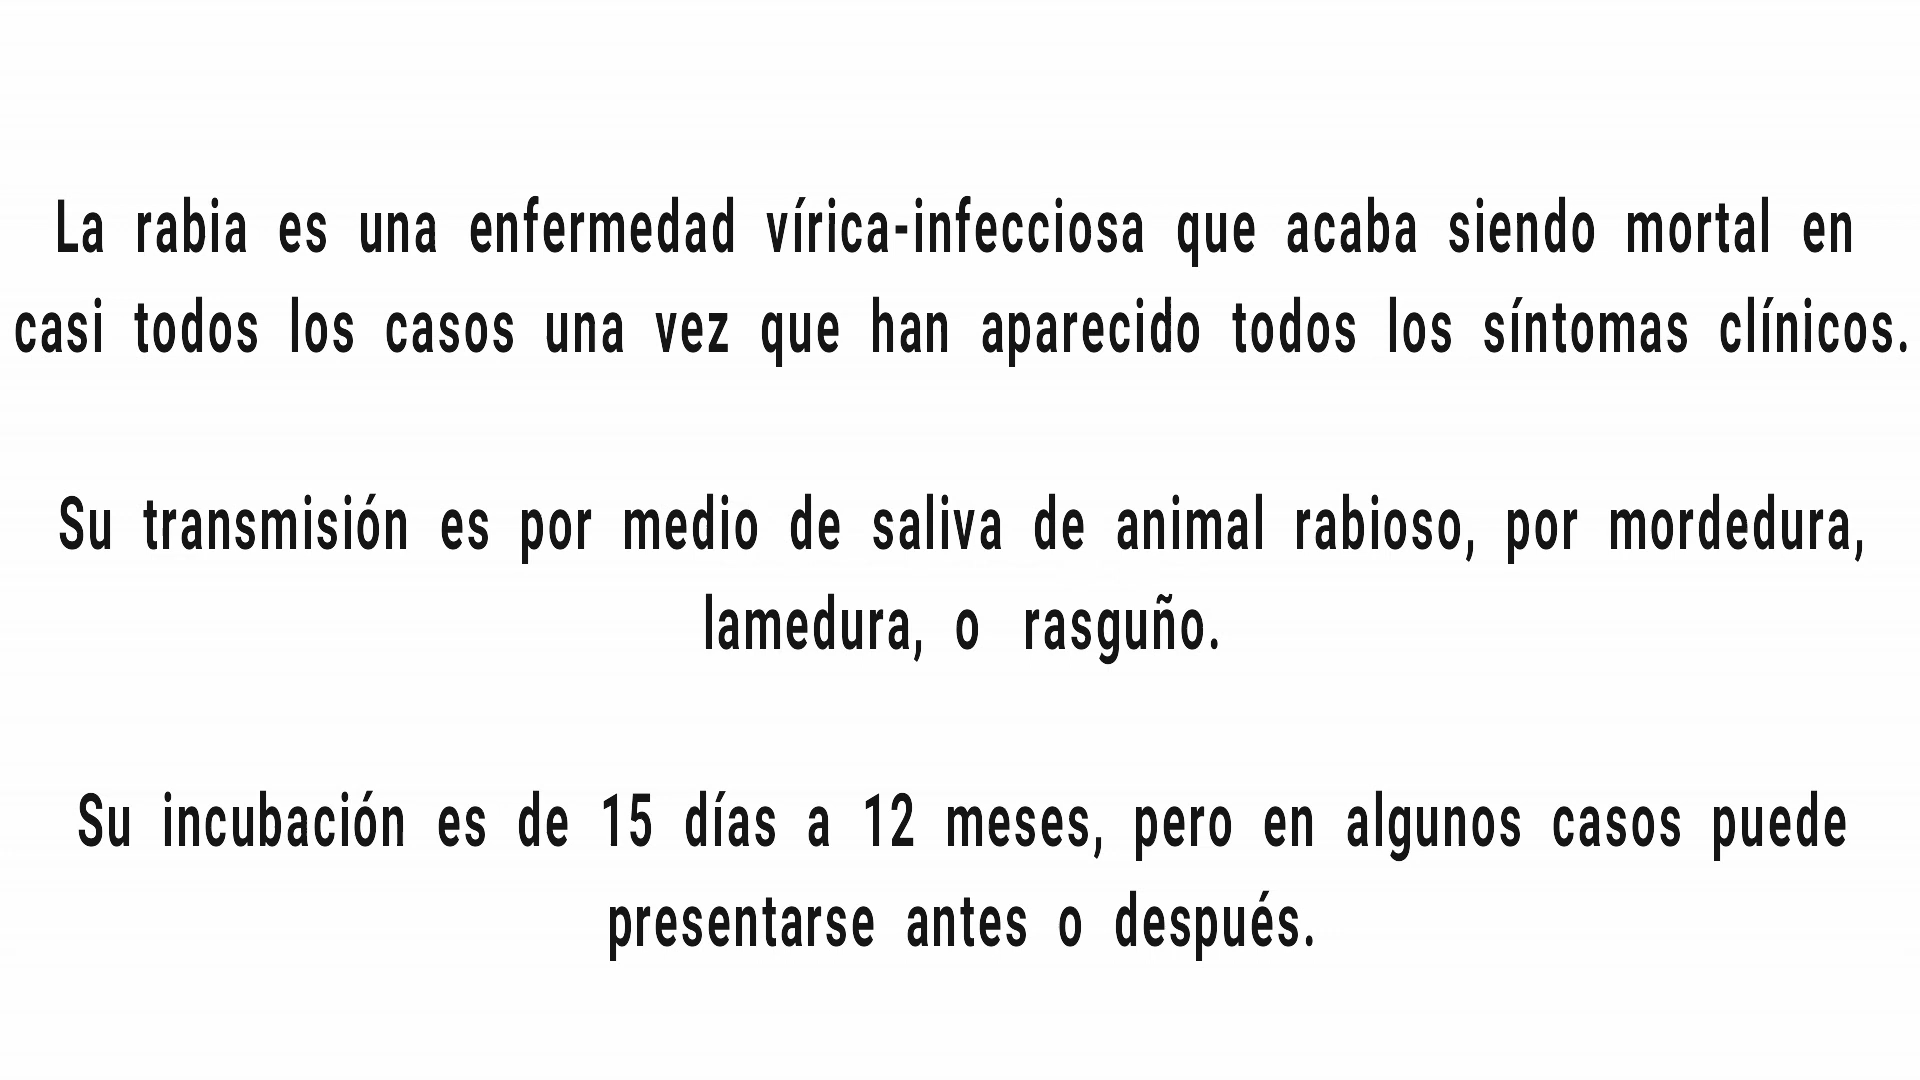 La rabia es una enfermedad vírica-infecciosa que acaba siendo mortal en
casi todos los casos una vez que han aparecido todos los síntomas clínicos.
Su transmisión es por medio de saliva de animal rabioso, por mordedura,
lamedura, o rasguño.
Su incubación es de 15 días a 12 meses, pero en algunos casos puede
presentarse antes o después.